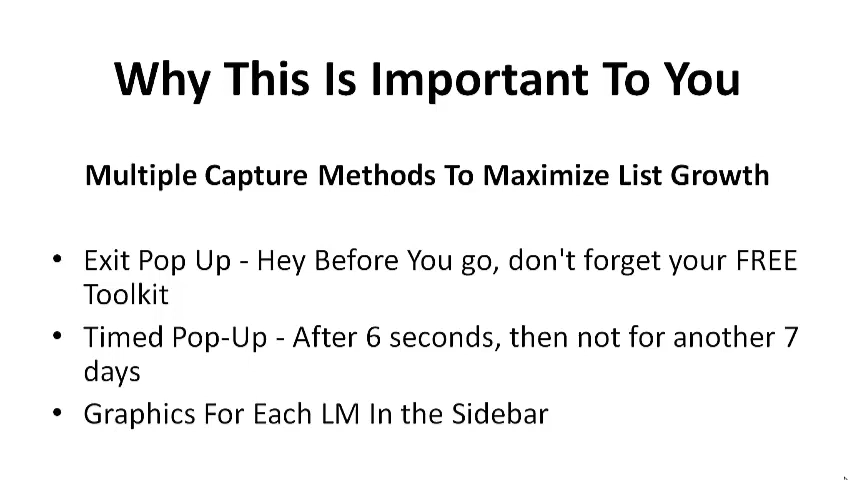 Why This Is Important To You
Multiple Capture Methods To Maximize List Growth
• Exit Pop Up - Hey Before You go, don't forget your FREE
Toolkit
• Timed Pop-Up - After 6 seconds, then not for another 7
days
• Graphics For Each LM In the Sidebar